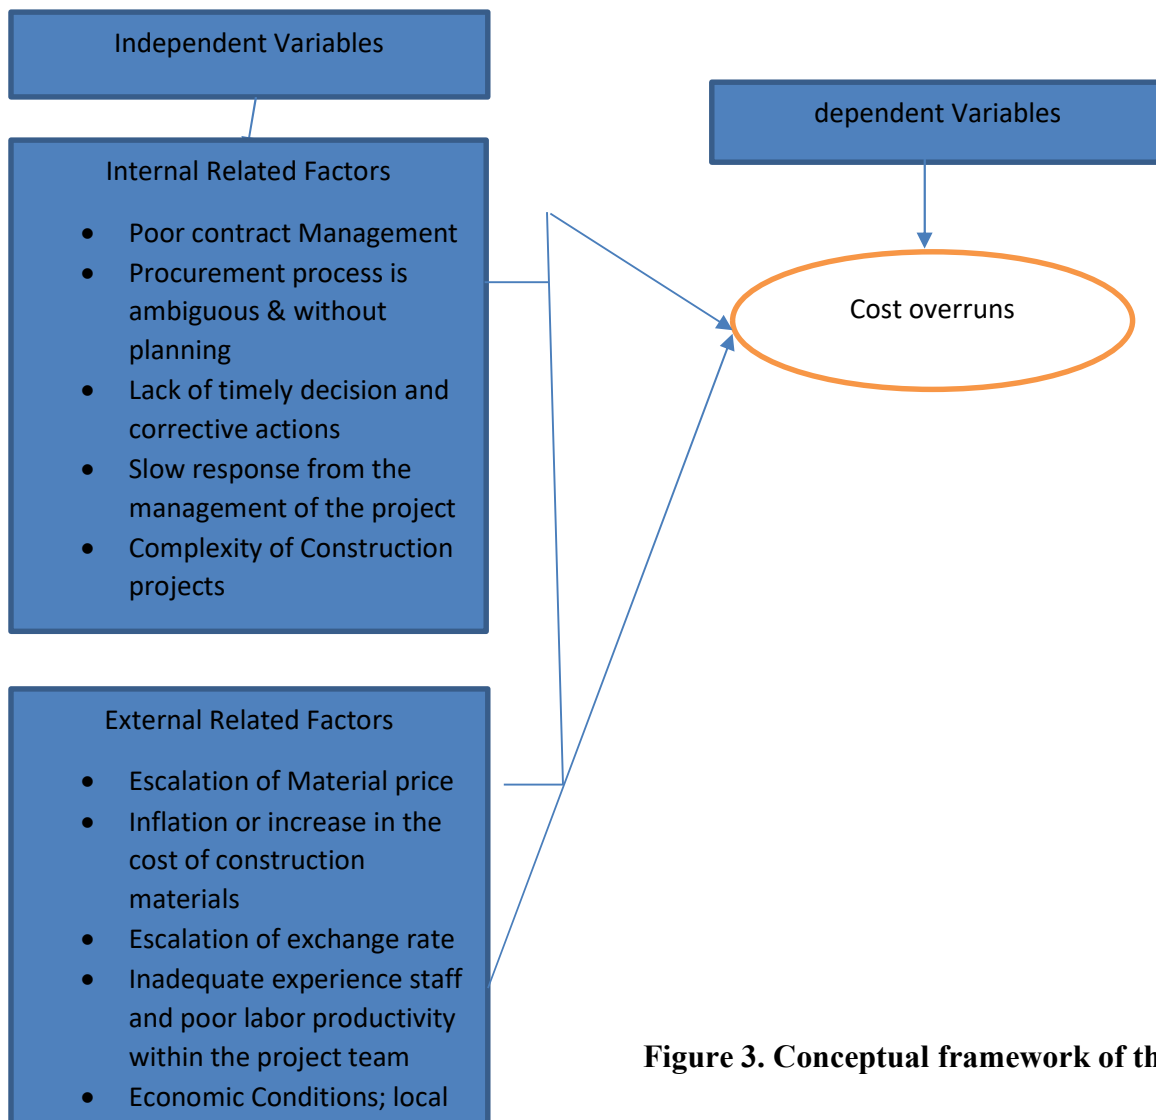 Independent Variables
dependent Variables
Internal Related Factors
• Poor contract Management
• Procurement process is
ambiguous & without
planning
• Lack of timely decision and
corrective actions
• Slow response from the
management of the project
• Complexity of Construction
projects
Cost overruns
External Related Factors
• Escalation of Material price
• Inflation or increase in the
cost of construction
materials
• Escalation of exchange rate
• Inadequate experience staff
and poor labor productivity
within the project team
• Economic Conditions; local
Figure 3. Conceptual framework of th